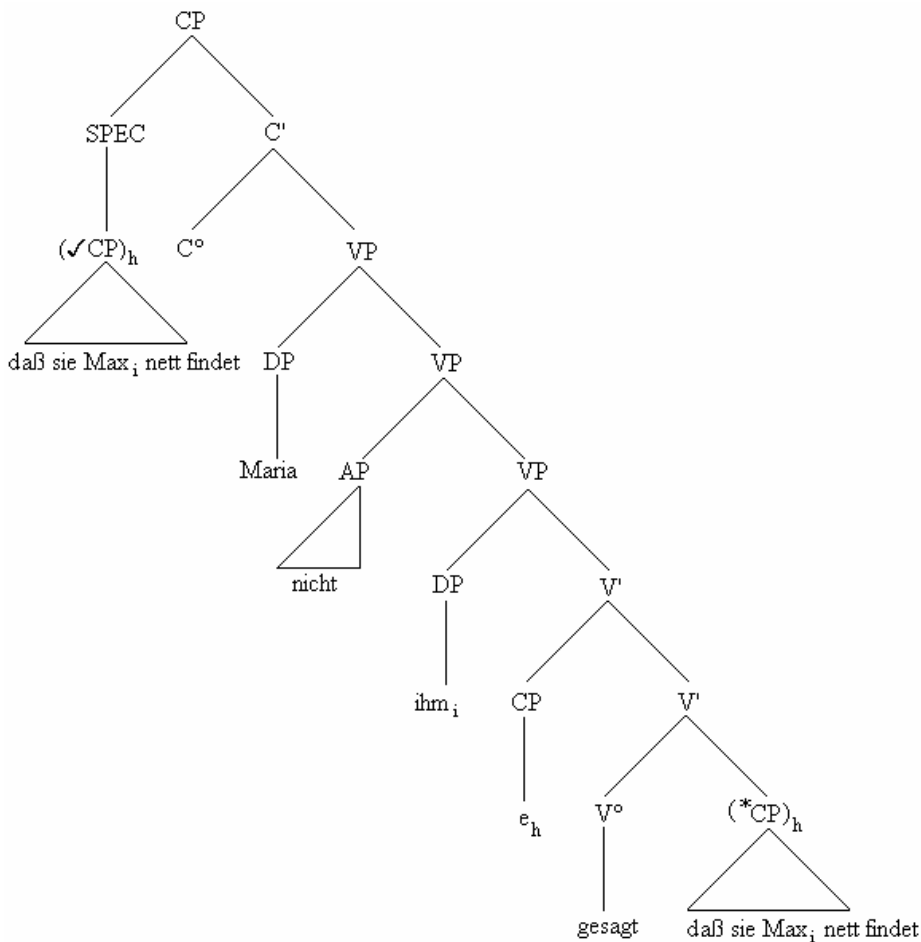 CP
SPEC C'
(✓CP)h C° VP
daß sie Maxi nett findet DP VP
Maria AP VP
nicht DP V'
ihmi CP V'
eh V° (*CP)h
gesagt daß sie Maxi nett findet